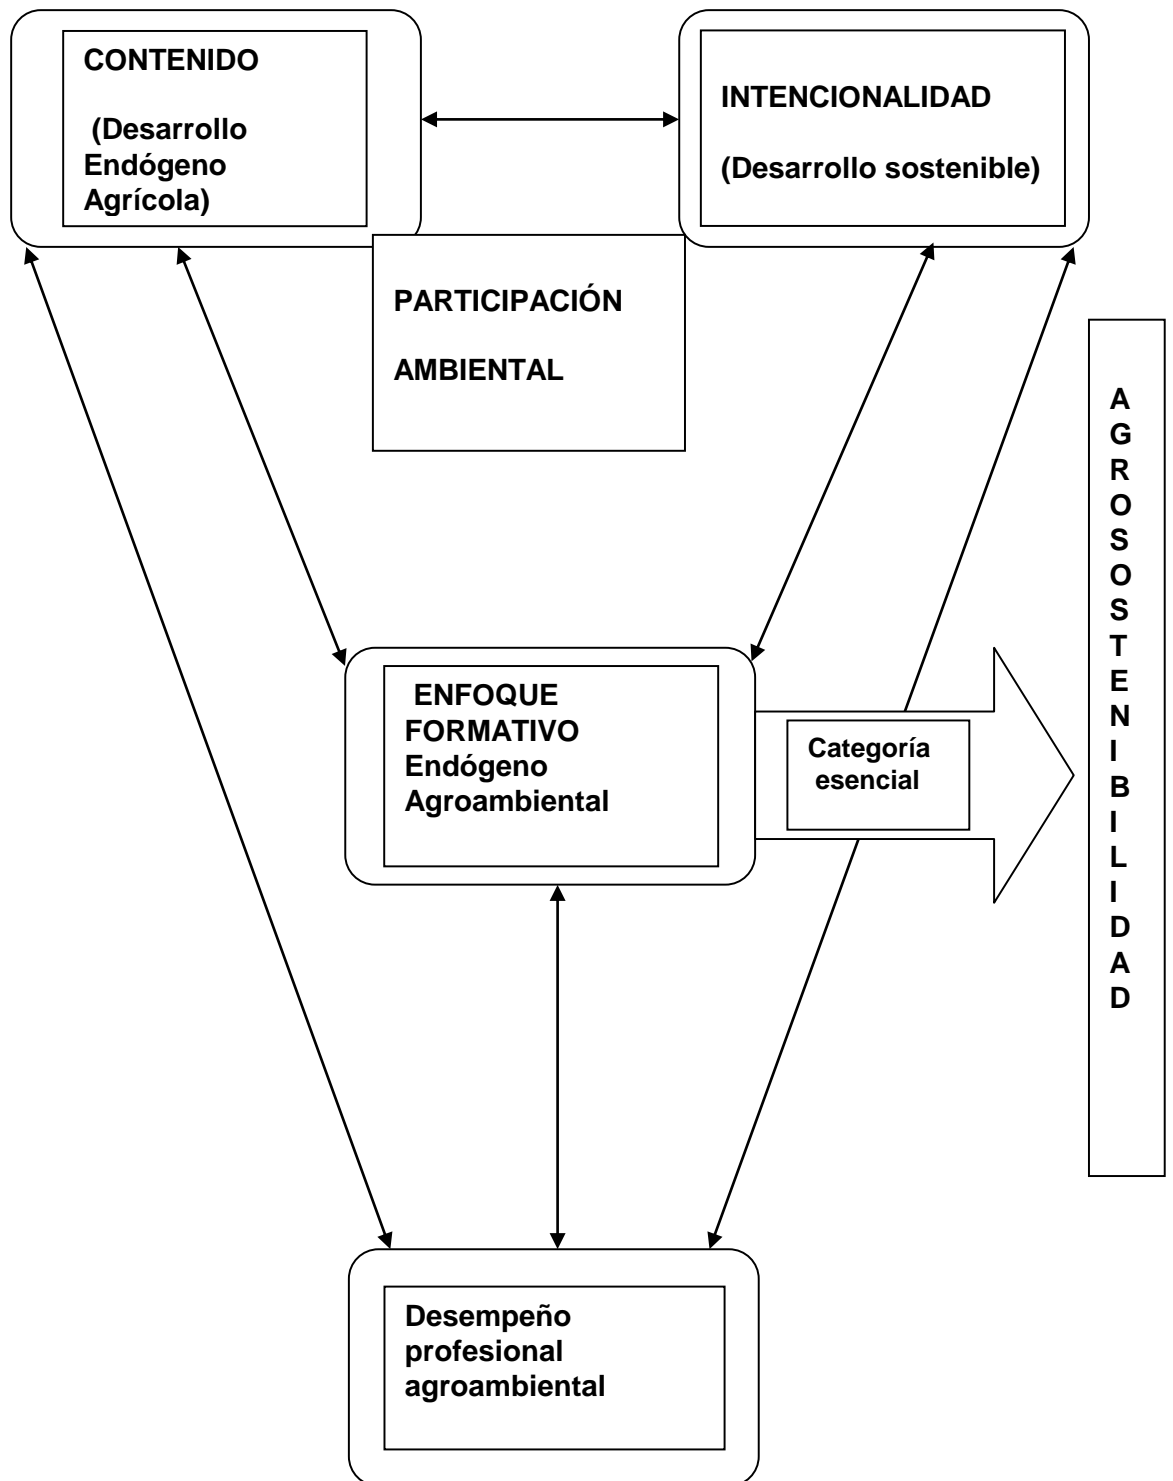 CONTENIDO
(Desarrollo
Endógeno
Agrícola)
INTENCIONALIDAD
(Desarrollo sostenible)
PARTICIPACIÓN
AMBIENTAL
ENFOQUE
FORMATIVO
Endógeno
Agroambiental
Categoría
esencial
A
G
R
O
S
O
S
T
E
N
I
B
I
L
I
D
A
D
Desempeño
profesional
agroambiental